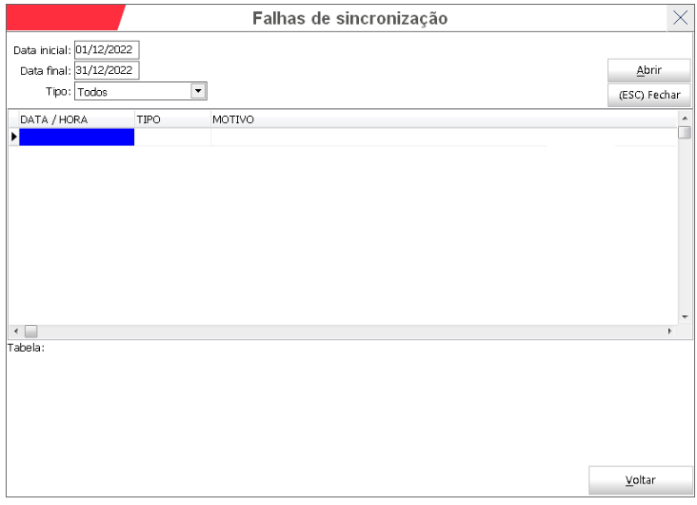 Falhas de sincronização
Data inicial: 01/12/2022
Data final: 31/12/2022
Abrir
Tipo: Todos
(ESC) Fechar
DATA / HORA TIPO MOTIVO
Tabela:
Voltar